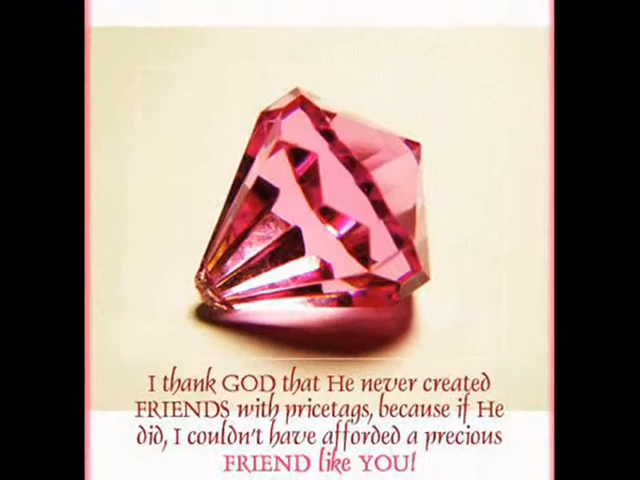 I thank GOD that He never created
FRIENDS with pricetags, because if He
did, I couldn't have afforded a precious
FRIEND like YOU!